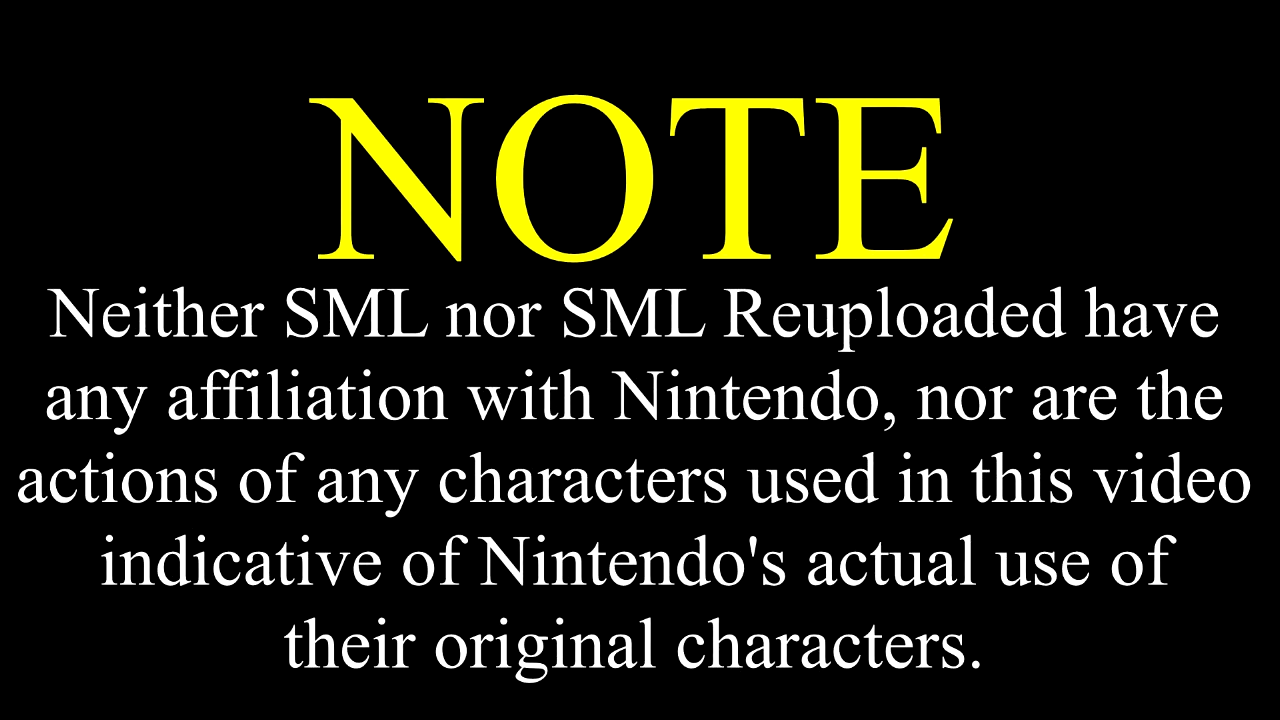 NOTE
Neither SML nor SML Reuploaded have
any affiliation with Nintendo, nor are the
actions of any characters used in this video
indicative of Nintendo's actual use of
their original characters.